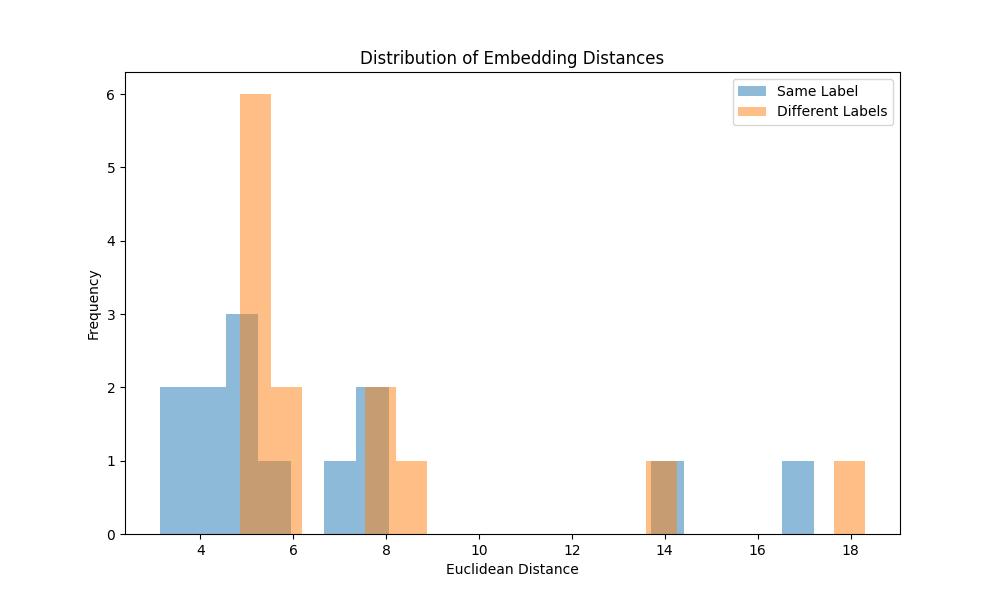 Distribution of Embedding Distances
Same Label
Different Labels
6
5
4
3
2
1
0
Frequency
4 6 8 10 12 14 16 18
Euclidean Distance